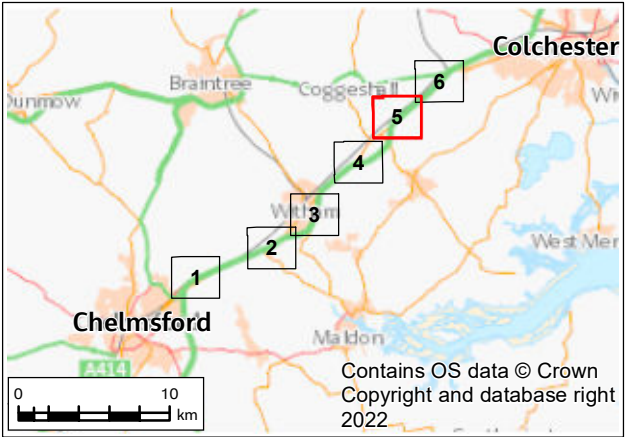 Colchester
6
Braintree
Coggeshall
Dunmow
5
4
3
Witham
2
West Mer
1
Chelmsford
Maldon
A414
Contains OS data © Crown
Copyright and database right
2022
0 10
km